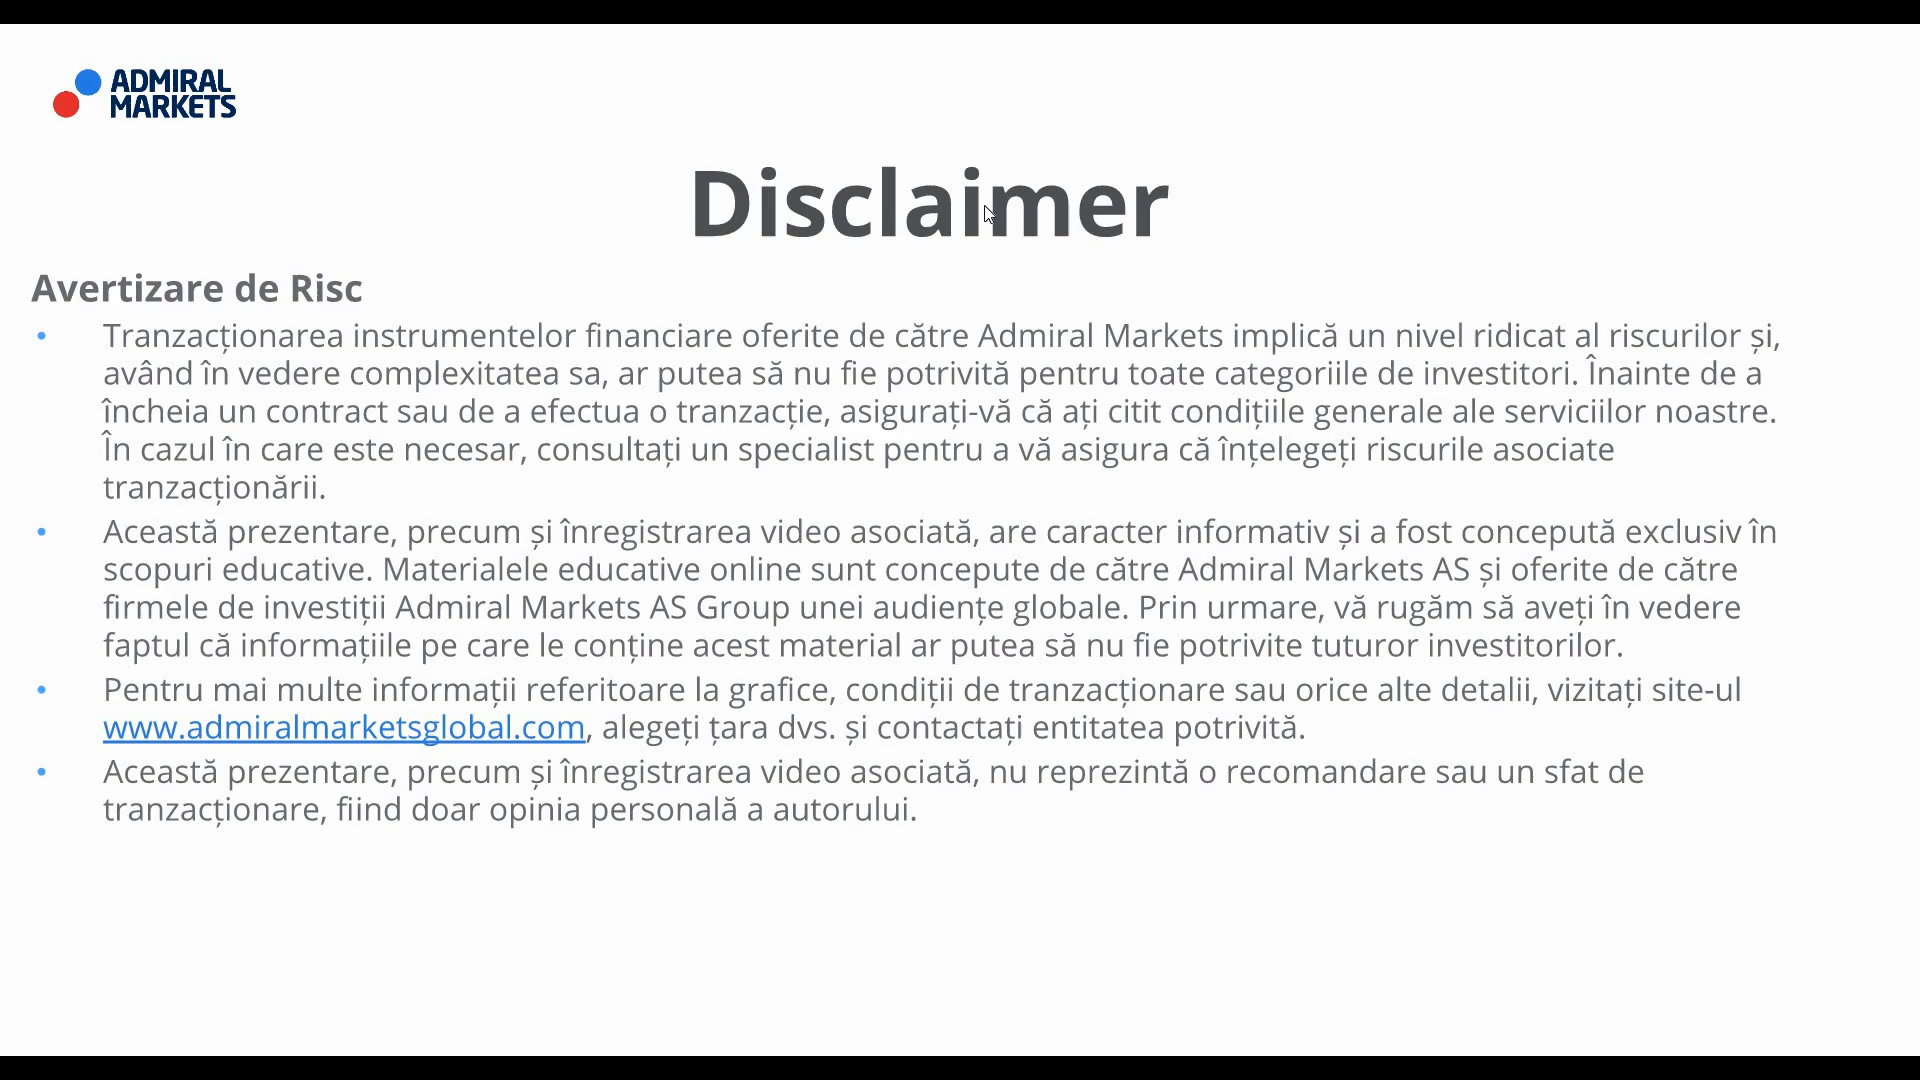 ADMIRAL
MARKETS
Disclaimer
Avertizare de Risc
• Tranzacționarea instrumentelor financiare oferite de către Admiral Markets implică un nivel ridicat al riscurilor și,
având în vedere complexitatea sa, ar putea să nu fie potrivită pentru toate categoriile de investitori. Înainte de a
încheia un contract sau de a efectua o tranzacție, asigurați-vă că ați citit condițiile generale ale serviciilor noastre.
În cazul în care este necesar, consultați un specialist pentru a vă asigura că înțelegeți riscurile asociate
tranzacționării.
• Această prezentare, precum și înregistrarea video asociată, are caracter informativ și a fost concepută exclusiv în
scopuri educative. Materialele educative online sunt concepute de către Admiral Markets AS și oferite de către
firmele de investiții Admiral Markets AS Group unei audiențe globale. Prin urmare, vă rugăm să aveți în vedere
faptul că informațiile pe care le conține acest material ar putea să nu fie potrivite tuturor investitorilor.
• Pentru mai multe informații referitoare la grafice, condiții de tranzacționare sau orice alte detalii, vizitați site-ul
www.admiralmarketsglobal.com, alegeți țara dvs. și contactați entitatea potrivită.
• Această prezentare, precum și înregistrarea video asociată, nu reprezintă o recomandare sau un sfat de
tranzacționare, fiind doar opinia personală a autorului.